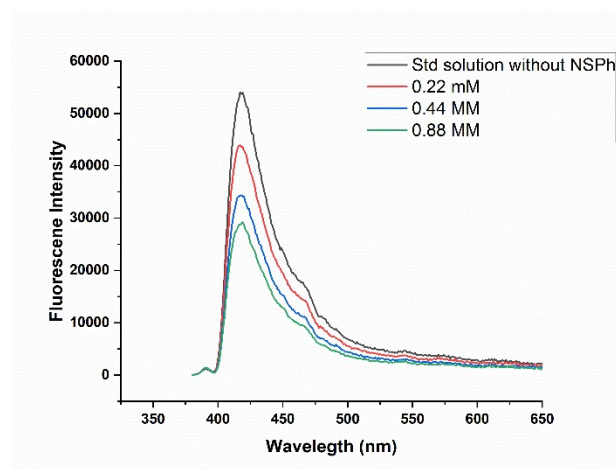 Std solution without NSPh
0.22 mM
0.44 MM
0.88 MM
60000
50000
40000
30000
20000
10000
0
Fluorescene Intensity
350
400
450
500
550
600
650
Wavelegth (nm)